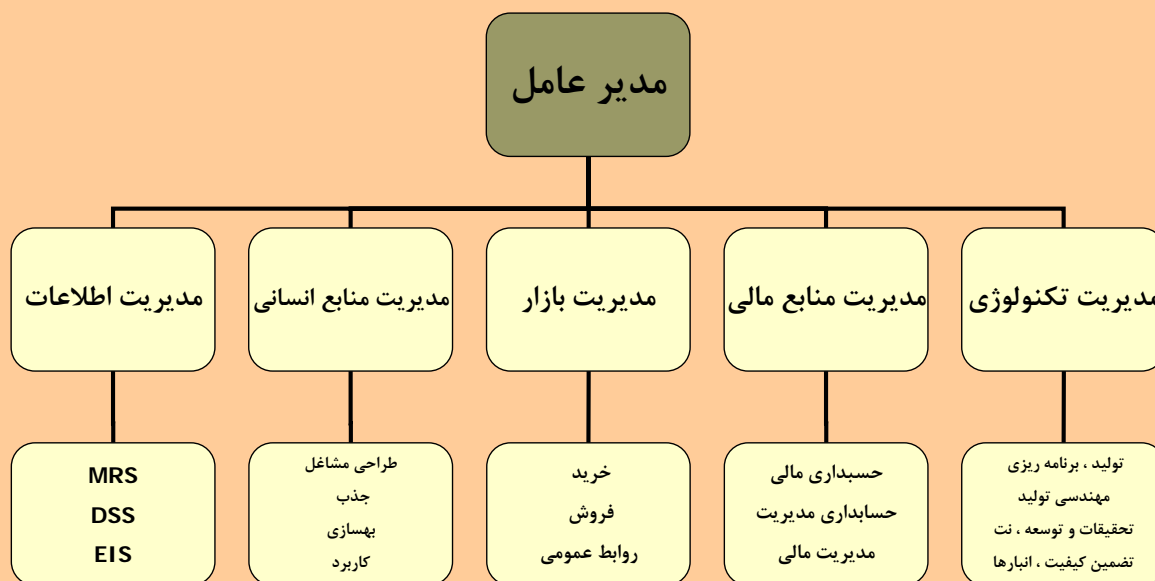 مدیر عامل
مدیریت تکنولوژی
مدیریت منابع مالی
مدیریت بازار
مدیریت منابع انسانی
مدیریت اطلاعات
تولید ، برنامه ریزی
مهندسی تولید
تحقیقات و توسعه ، نت
تضمین کیفیت ، انبارها
حسبداری مالی
حسابداری مدیریت
مدیریت مالی
خرید
فروش
روابط عمومی
طراحی مشاغل
جذب
بهسازی
کاربرد
MRS
DSS
EIS